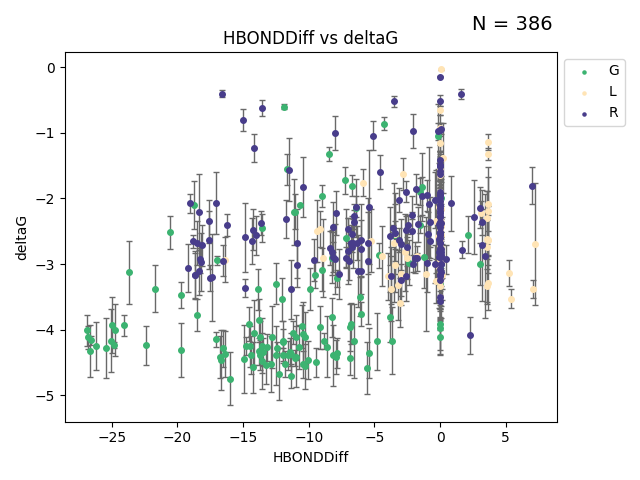 N = 386
HBONDDiff vs deltaG
G
L
R
deltaG
0
−1
−2
−3
−4
−5
−25
−20
−15
−10
−5
0
5
HBONDDiff